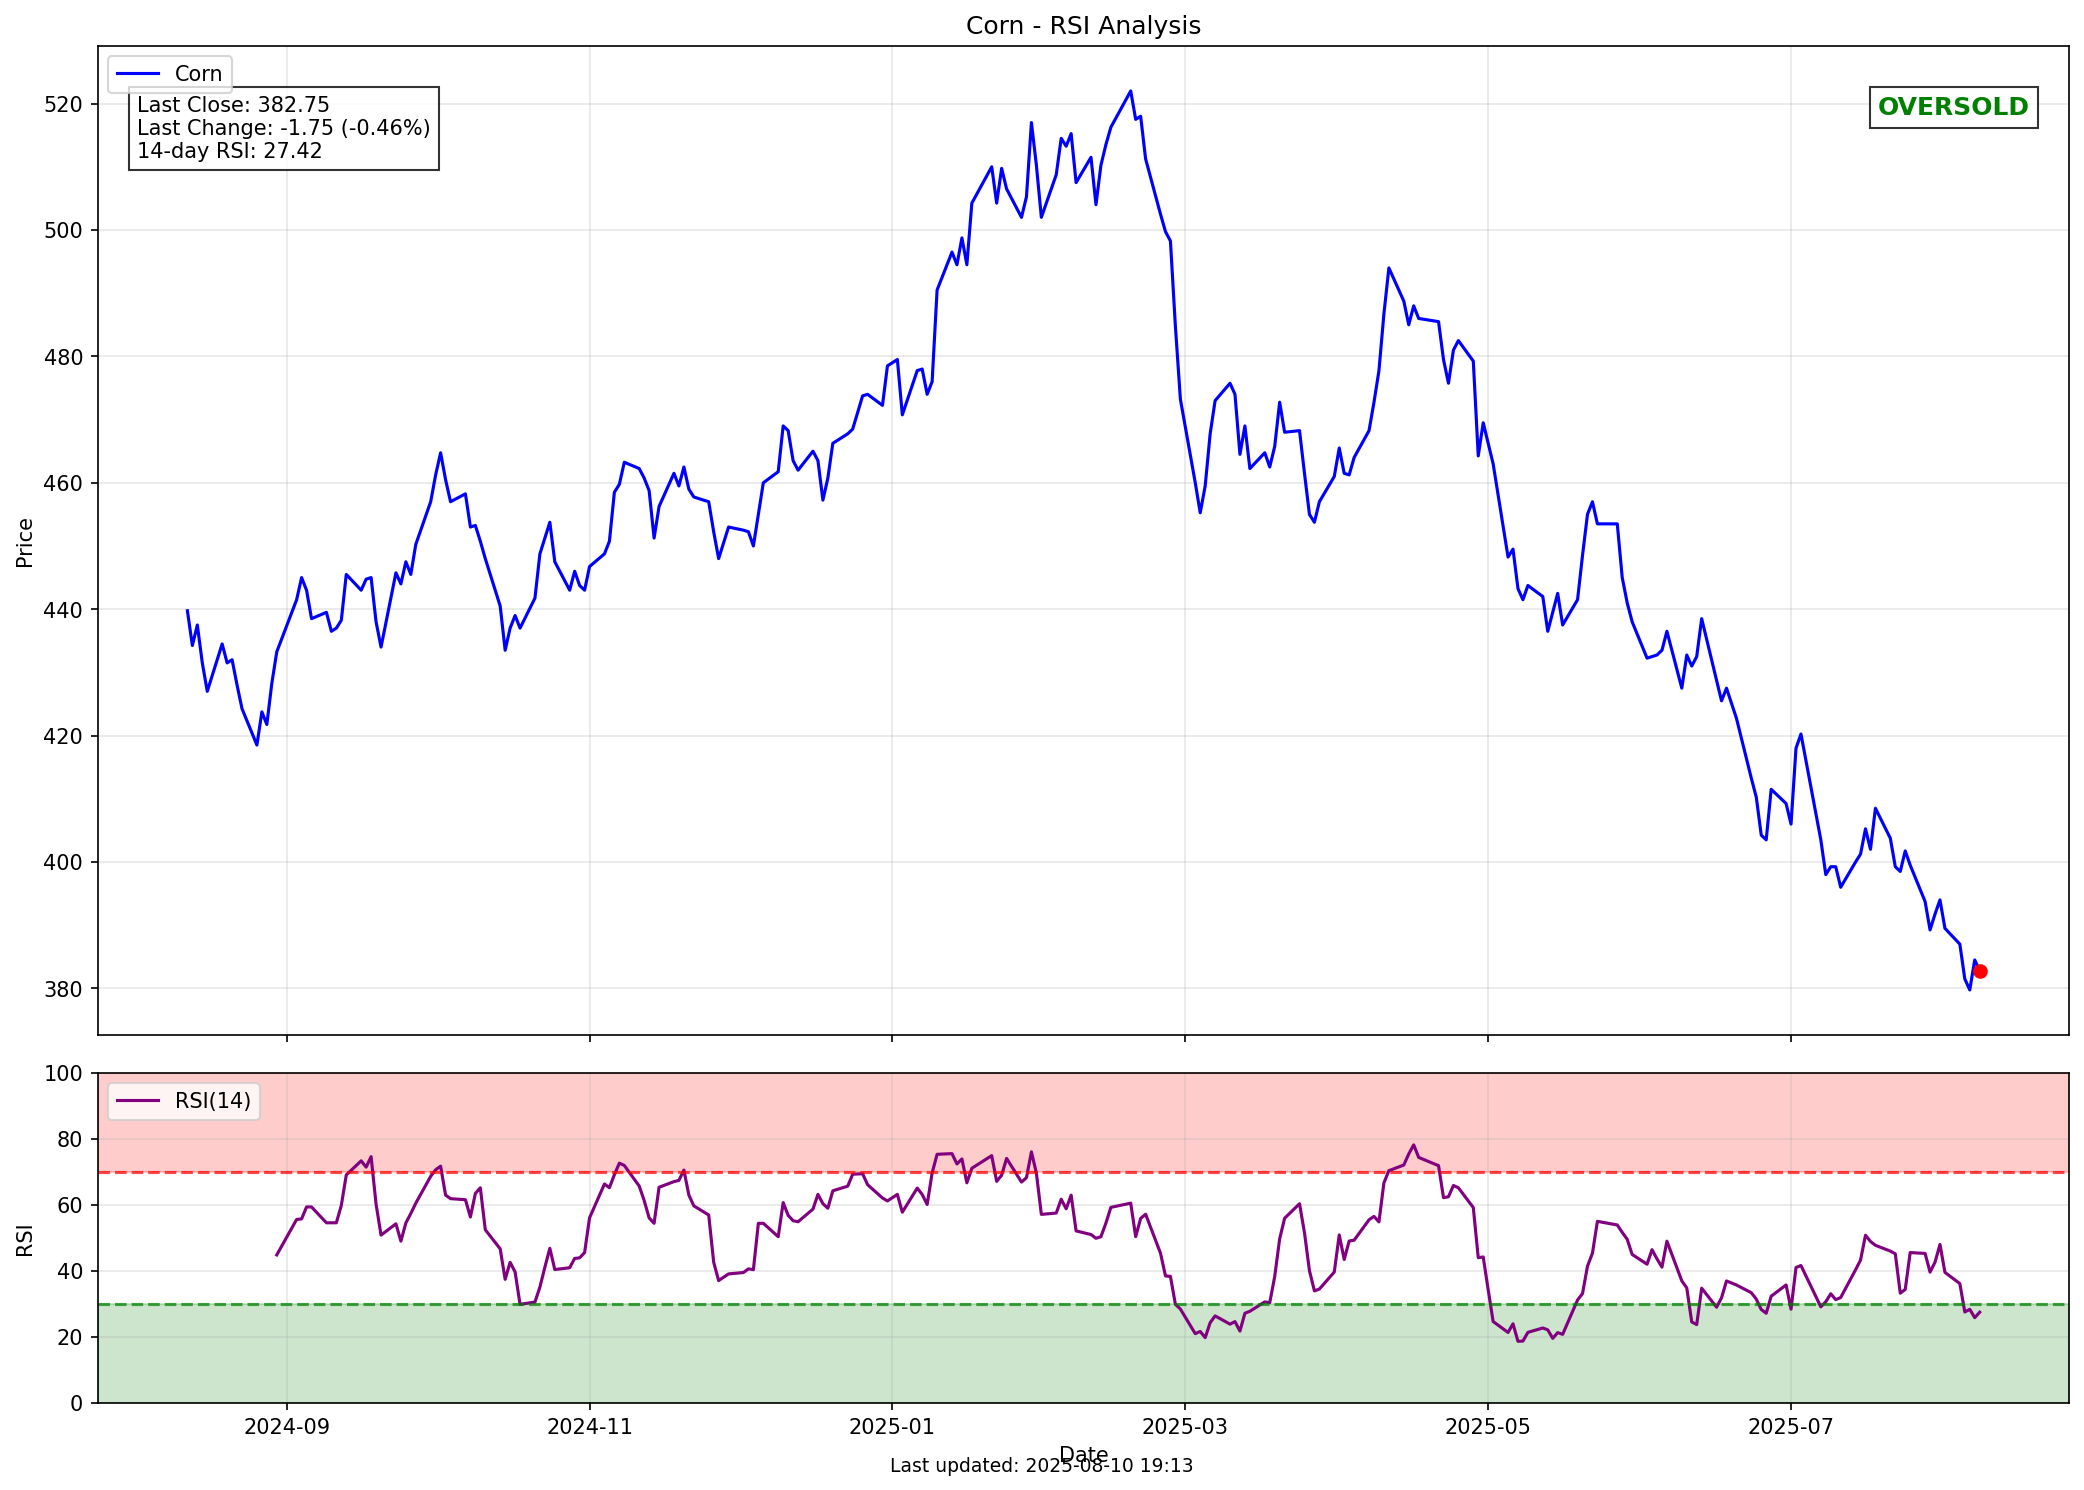 Corn - RSI Analysis
Corn
Last Close: 382.75
Last Change: -1.75 (-0.46%)
14-day RSI: 27.42
OVERSOLD
520
500
480
460
440
420
400
380
Price
RSI(14)
100
80
60
40
20
0
RSI
2024-09
2024-11
2025-01
2025-03
2025-05
2025-07
Date
Last updated: 2025-08-10 19:13